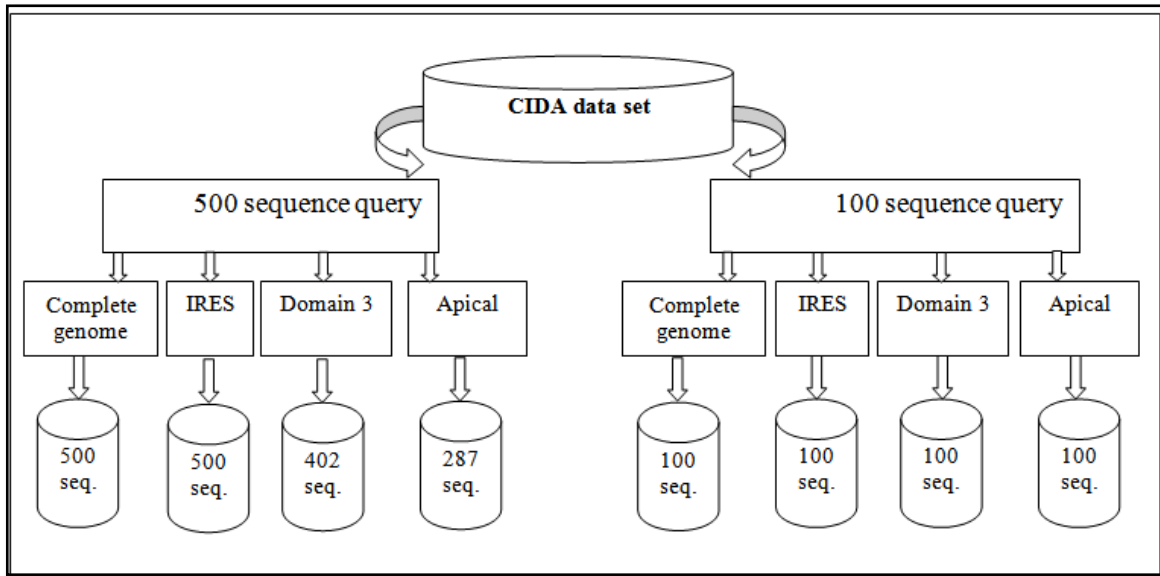 CIDA data set
500 sequence query
100 sequence query
Complete
genome
IRES
Domain 3
Apical
Complete
genome
IRES
Domain 3
Apical
500
seq.
500
seq.
402
seq.
287
seq.
100
seq.
100
seq.
100
seq.
100
seq.